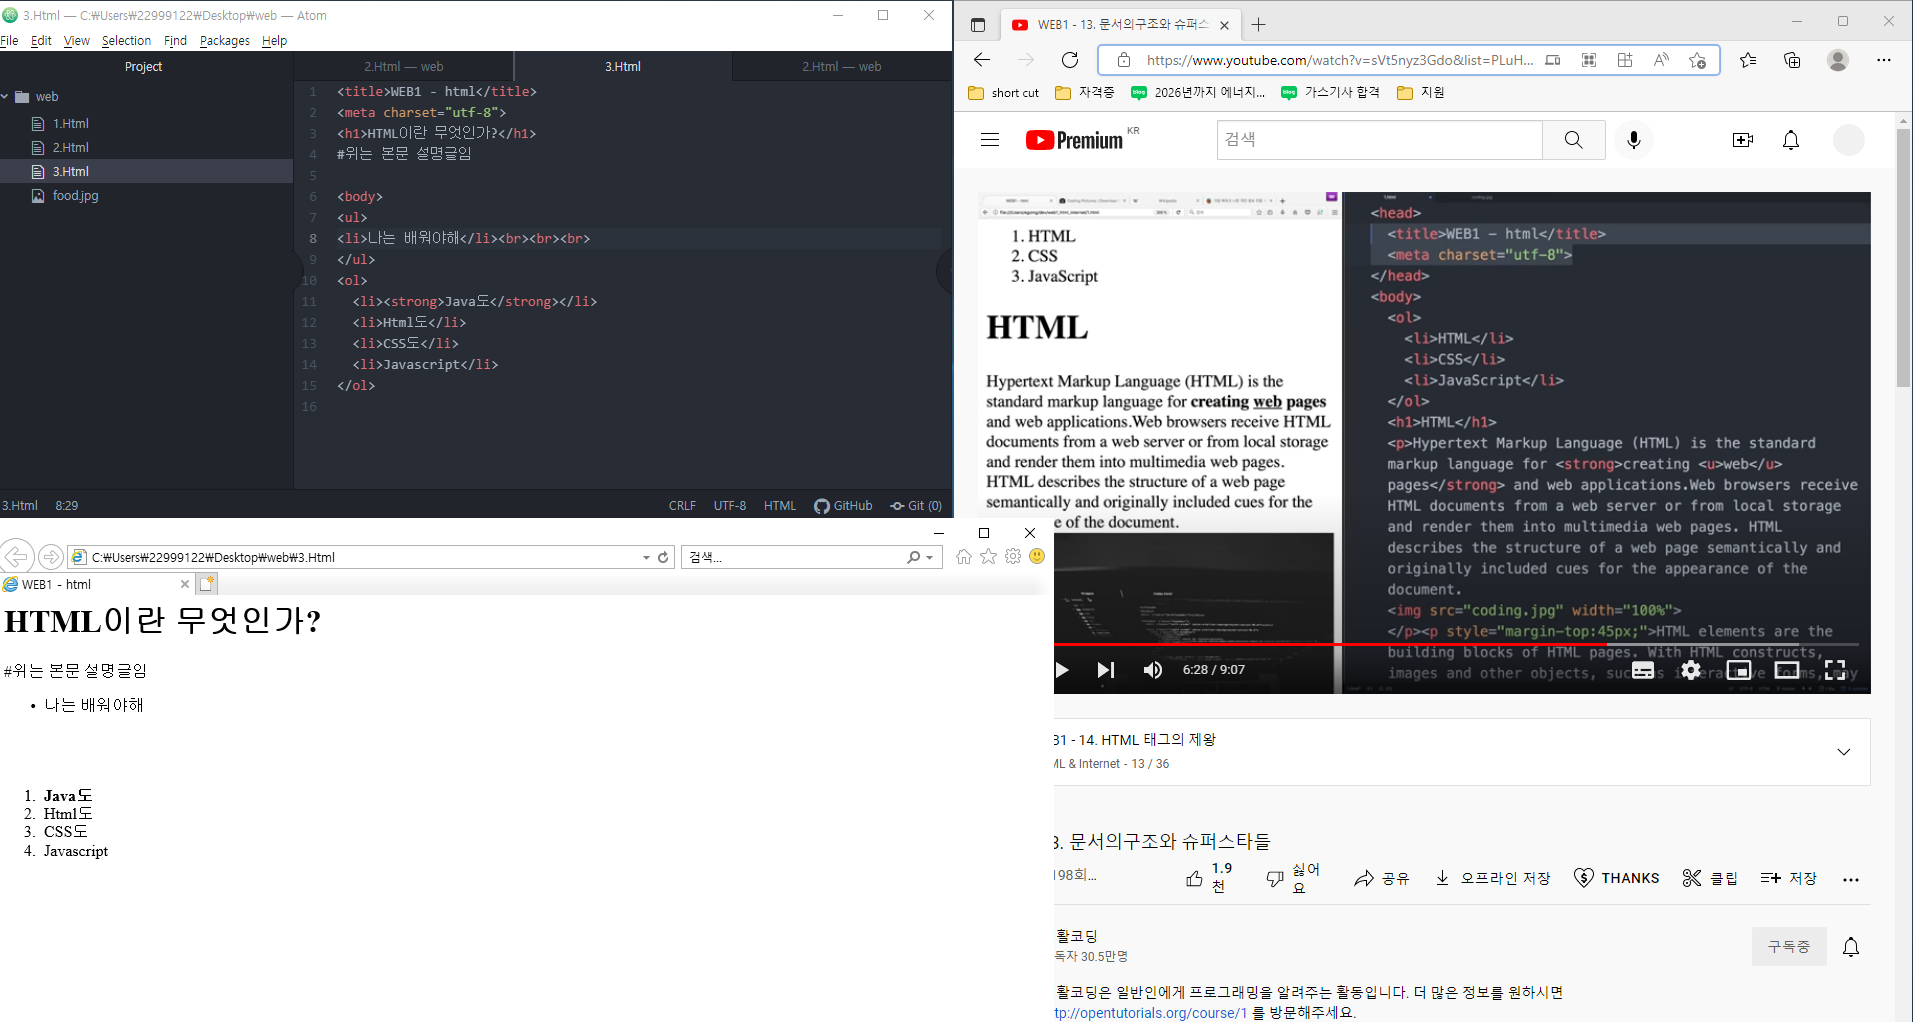 3.Html — C:₩Users₩22999122₩Desktop₩web — Atom
File Edit View Selection Find Packages Help
Project
web
1.Html
2.Html
3.Html
food.jpg
2.Html — web
3.Html
2.Html — web
1 <title>WEB1 - html</title>
2 <meta charset="utf-8">
3 <h1>HTML이란 무엇인가?</h1>
4 #위는 본문 설명글임
5
6 <body>
7 <ul>
8 <li>나는 배워야해</li><br><br><br>
9 </ul>
10 <ol>
11 <li><strong>Java도</strong></li>
12 <li>Html도</li>
13 <li>CSS도</li>
14 <li>Javascript</li>
15 </ol>
16
3.Html 8:29
CRLF UTF-8 HTML GitHub Git (0)
C:₩Users₩22999122₩Desktop₩web₩3.Html
검색...
WEB1 - html
HTML이란 무엇인가?
#위는 본문 설명글임
• 나는 배워야해
1. Java도
2. Html도
3. CSS도
4. Javascript
WEB1 - 13. 문서의구조와 슈퍼스
https://www.youtube.com/watch?v=sVt5nyz3Gdo&list=PLuH...
short cut
자격증
2026년까지 에너지...
가스기사 합격
지원
Premium KR
검색
1. HTML
2. CSS
3. JavaScript
HTML
Hypertext Markup Language (HTML) is the
standard markup language for creating web pages
and web applications.Web browsers receive HTML
documents from a web server or from local storage
and render them into multimedia web pages.
HTML describes the structure of a web page
semantically and originally included cues for the
e of the document.
<head>
<title>WEB1 - html</title>
<meta charset="utf-8">
</head>
<body>
<ol>
<li>HTML</li>
<li>CSS</li>
<li>JavaScript</li>
</ol>
<h1>HTML</h1>
<p>Hypertext Markup Language (HTML) is the standard
markup language for <strong>creating <u>web</u>
pages</strong> and web applications.Web browsers receive
HTML documents from a web server or from local storage
and render them into multimedia web pages. HTML
describes the structure of a web page semantically and
originally included cues for the appearance of the
document.
<img src="coding.jpg" width="100%">
</p><p style="margin-top:45px;">HTML elements are the
building blocks of HTML pages. With HTML constructs,
images and other objects, such as interactive forms, may
6:28 / 9:07
31 - 14. HTML 태그의 제왕
ML & Internet - 13 / 36
3. 문서의구조와 슈퍼스타들
198회...
1.9천
싫어요
공유
오프라인 저장
THANKS
클립
저장
활코딩
독자 30.5만명
구독중
활코딩은 일반인에게 프로그래밍을 알려주는 활동입니다. 더 많은 정보를 원하시면
tp://opentutorials.org/course/1 를 방문해주세요.